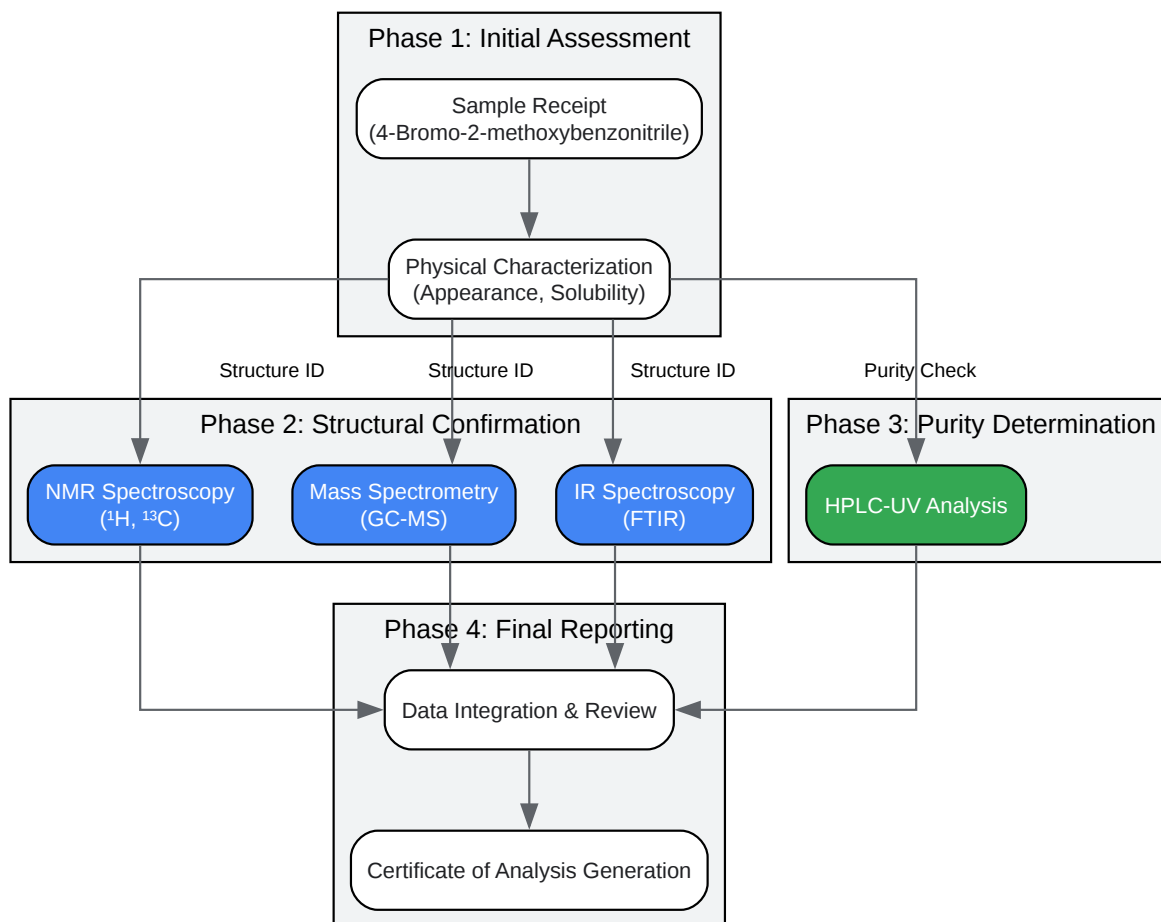 Phase 1: Initial Assessment
Sample Receipt
(4-Bromo-2-methoxybenzonitrile)
Physical Characterization
(Appearance, Solubility)
Structure ID
Structure ID
Structure ID
Purity Check
Phase 2: Structural Confirmation
Phase 3: Purity Determination
NMR Spectroscopy
(¹H, ¹³C)
Mass Spectrometry
(GC-MS)
IR Spectroscopy
(FTIR)
HPLC-UV Analysis
Phase 4: Final Reporting
Data Integration & Review
Certificate of Analysis Generation